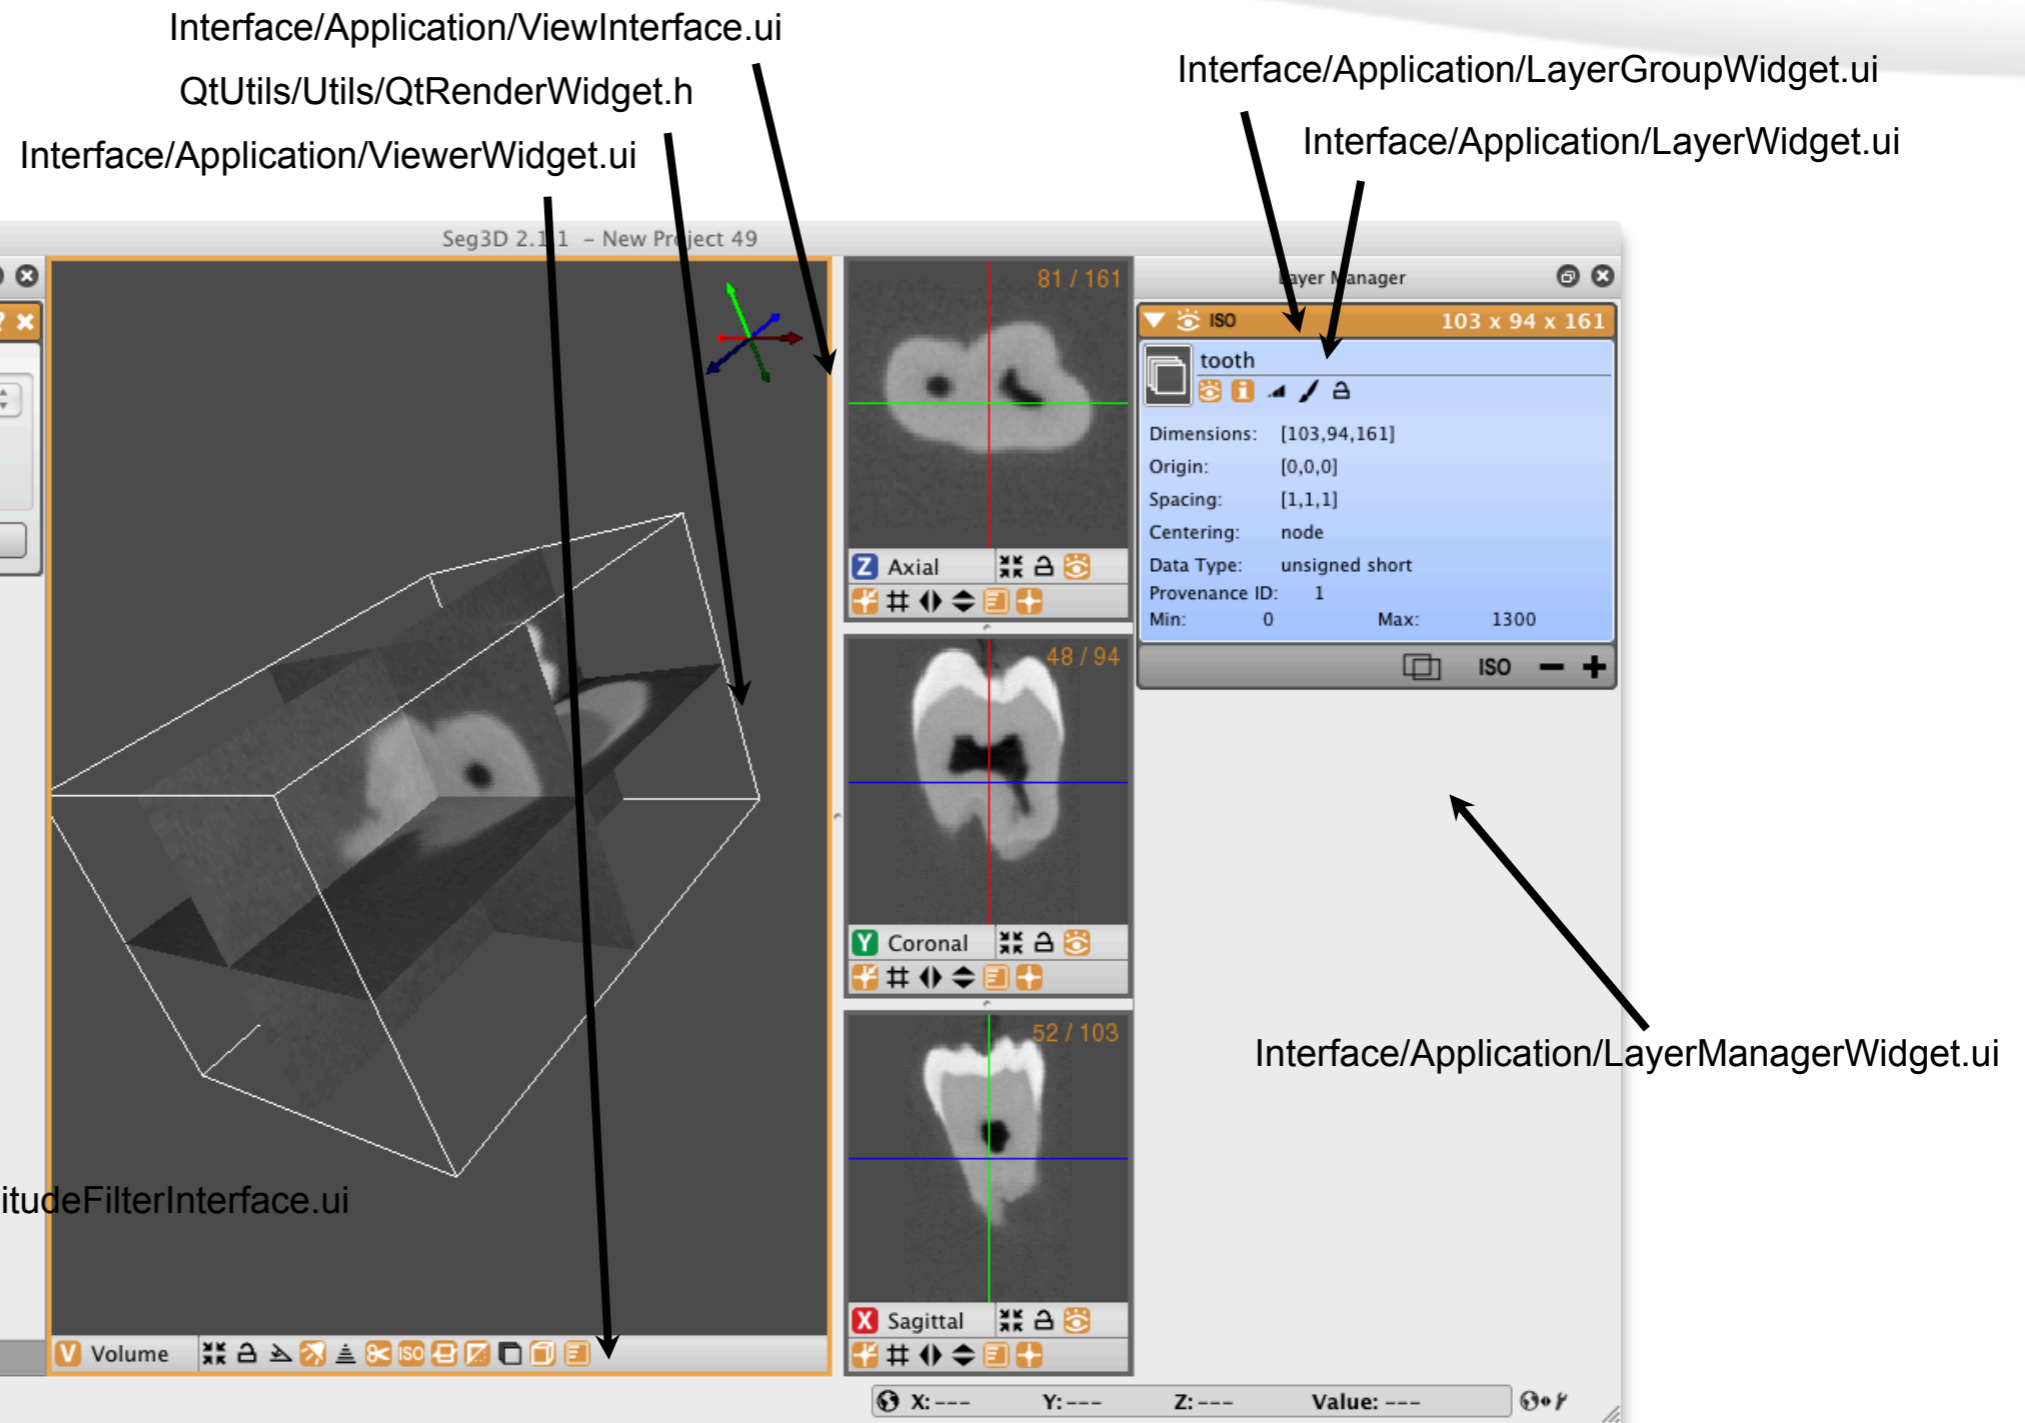 Interface/Application/ViewInterface.ui
QtUtils/Utils/QtRenderWidget.h
Interface/Application/ViewerWidget.ui
Interface/Application/LayerGroupWidget.ui
Interface/Application/LayerWidget.ui
Seg3D 2.1.1 – New Project 49
Layer Manager
81 / 161
ISO 103 x 94 x 161
tooth
Dimensions: [103,94,161]
Origin: [0,0,0]
Spacing: [1,1,1]
Centering: node
Data Type: unsigned short
Provenance ID: 1
Min: 0 Max: 1300
ISO
Z Axial
48 / 94
Y Coronal
52 / 103
Interface/Application/LayerManagerWidget.ui
itudeFilterInterface.ui
X Sagittal
V Volume
ISO
X: --- Y: --- Z: --- Value: ---